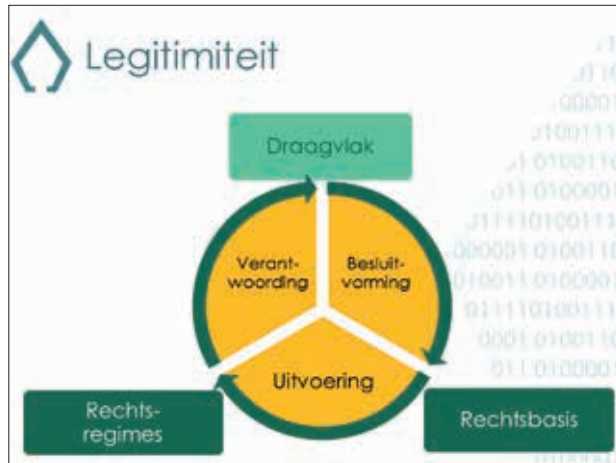 Legitimiteit
Draagvlak
Verant-
woording
Besluit-
vorming
Uitvoering
Rechts-
regimes
Rechtsbasis